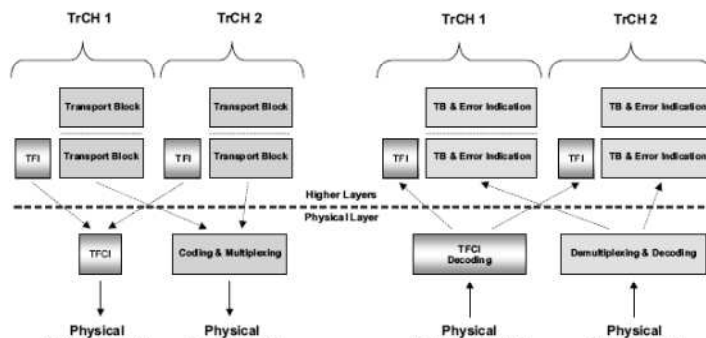 TrCH 1
TrCH 2
TrCH 1
TrCH 2
Transport Block
Transport Block
TB & Error Indication
TB & Error Indication
TFI
Transport Block
TFI
Transport Block
TFI
TB & Error Indication
TFI
TB & Error Indication
Higher Layers
Physical Layer
TFCI
Coding & Multiplexing
TFCI
Decoding
Demultiplexing & Decoding
Physical
Physical
Physical
Physical